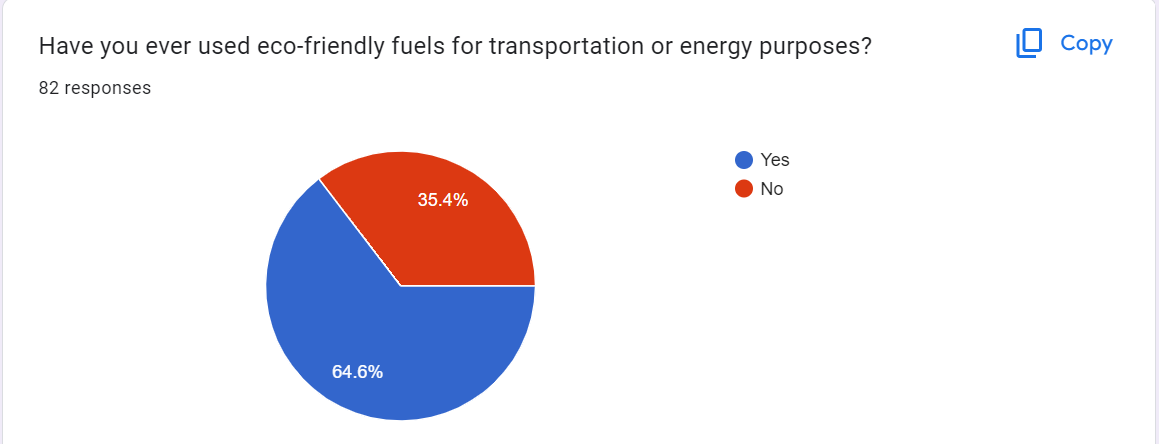 Have you ever used eco-friendly fuels for transportation or energy purposes?
Copy
82 responses
Yes
No
35.4%
64.6%